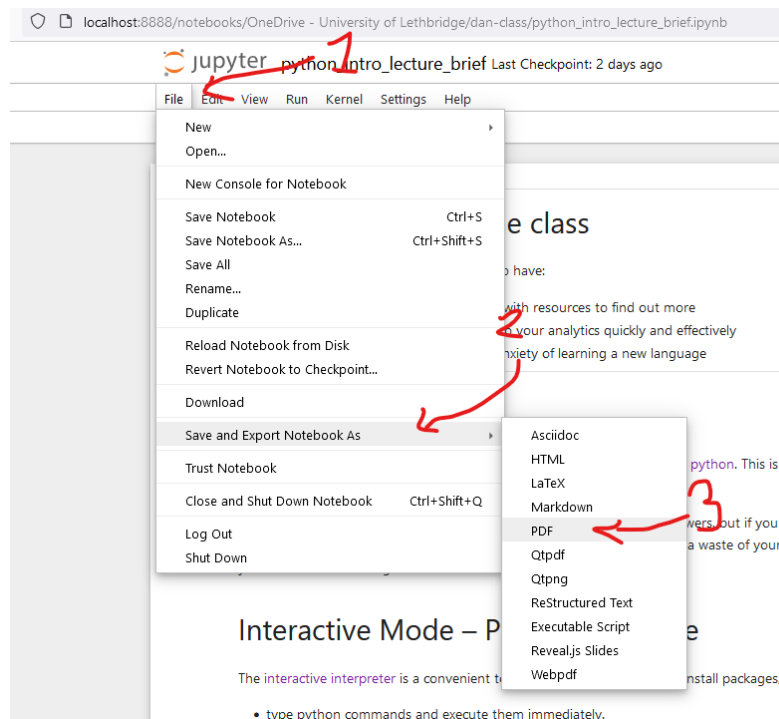 localhost:8888/notebooks/OneDrive - University of Lethbridge/dan-class/python_intro_lecture_brief.ipynb
jupyter python_intro_lecture_brief Last Checkpoint: 2 days ago
1
File Edit View Run Kernel Settings Help
New
Open...
New Console for Notebook
Save Notebook Ctrl+S
Save Notebook As... Ctrl+Shift+S
Save All
Rename...
Duplicate
Reload Notebook from Disk
Revert Notebook to Checkpoint...
Download
Save and Export Notebook As
Trust Notebook
Close and Shut Down Notebook Ctrl+Shift+Q
Log Out
Shut Down
e class
have:
with resources to find out more
2
your analytics quickly and effectively
of learning a new language
Asciidoc
HTML
LaTeX
Markdown
PDF
Qtpdf
Qtpng
ReStructured Text
Executable Script
Reveal.js Slides
Webpdf
python. This is
3
but if you
a waste of your
Interactive Mode – P e
The interactive interpreter is a convenient nstall packages,
• type python commands and execute them immediately.